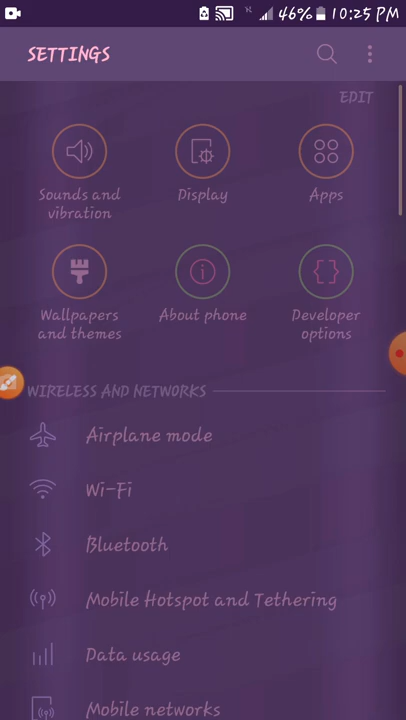 46% 10:25 PM
SETTINGS
EDIT
Sounds and
vibration
Display
Apps
Wallpapers
and themes
About phone
Developer
options
WIRELESS AND NETWORKS
Airplane mode
Wi-Fi
Bluetooth
Mobile Hotspot and Tethering
Data usage
Mobile networks